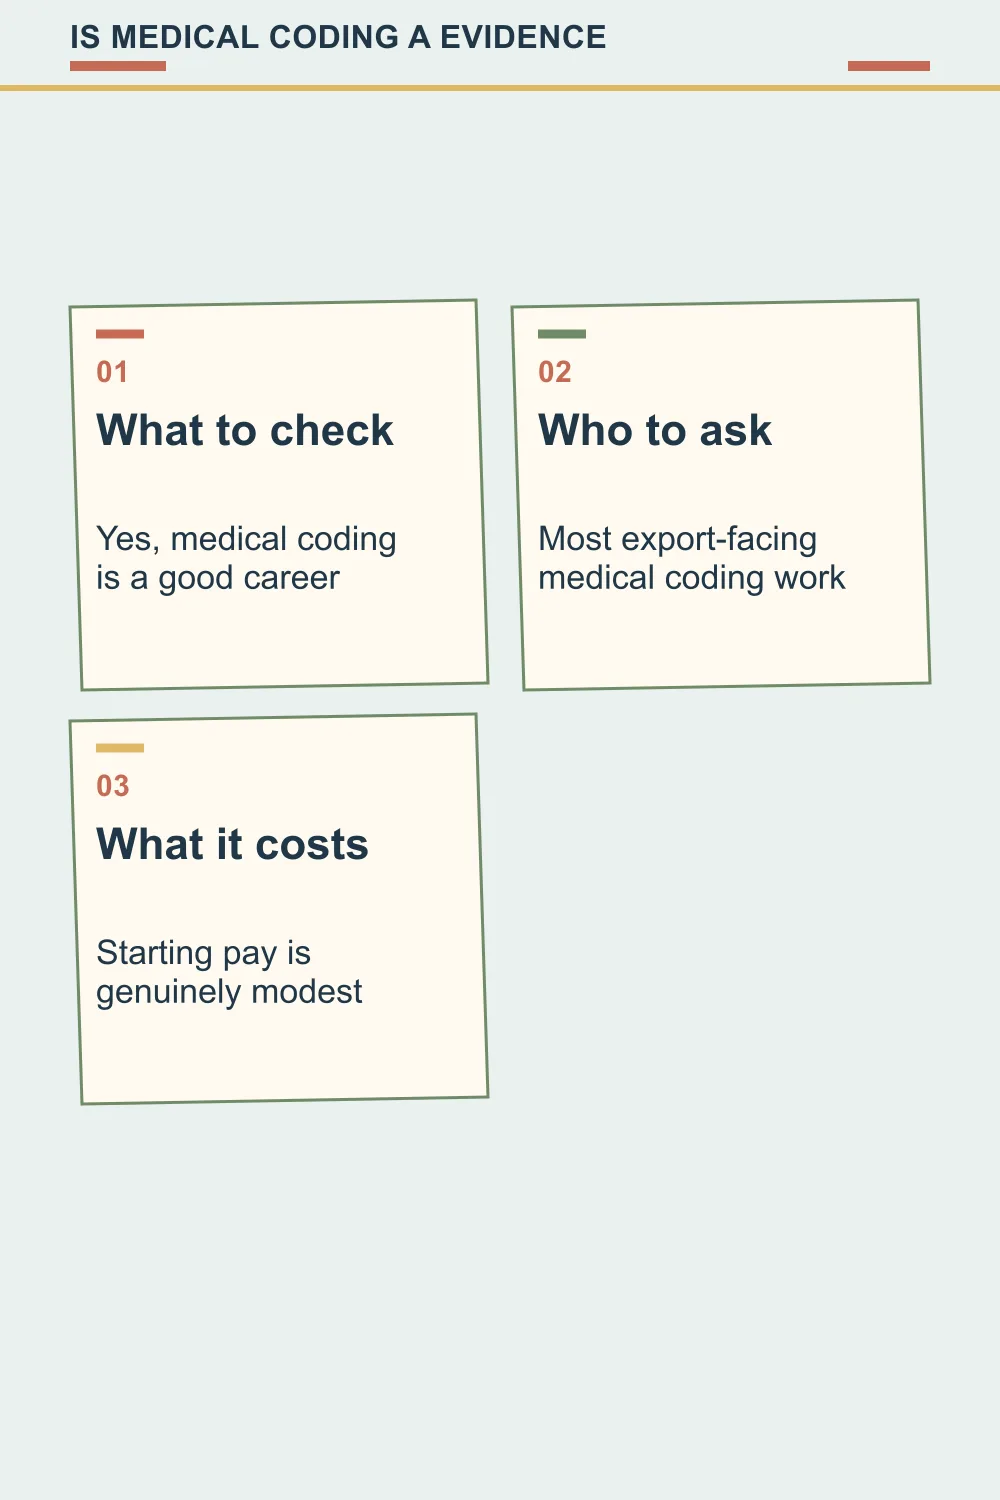 IS MEDICAL CODING A EVIDENCE
01
What to check
Yes, medical coding
is a good career
02
Who to ask
Most export-facing
medical coding work
03
What it costs
Starting pay is
genuinely modest